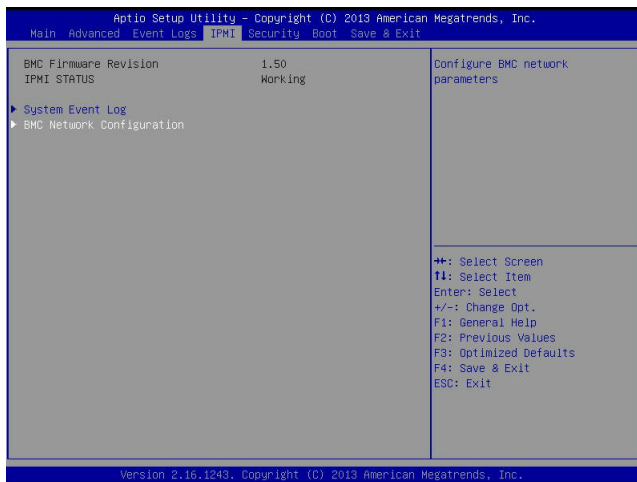 Aptio Setup Utility – Copyright (C) 2013 American Megatrends, Inc.
Main Advanced Event Logs IPMI Security Boot Save & Exit
BMC Firmware Revision 1.50
IPMI STATUS Working
System Event Log
BMC Network Configuration
Configure BMC network
parameters
→←: Select Screen
↑↓: Select Item
Enter: Select
+/-: Change Opt.
F1: General Help
F2: Previous Values
F3: Optimized Defaults
F4: Save & Exit
ESC: Exit
Version 2.16.1243. Copyright (C) 2013 American Megatrends, Inc.